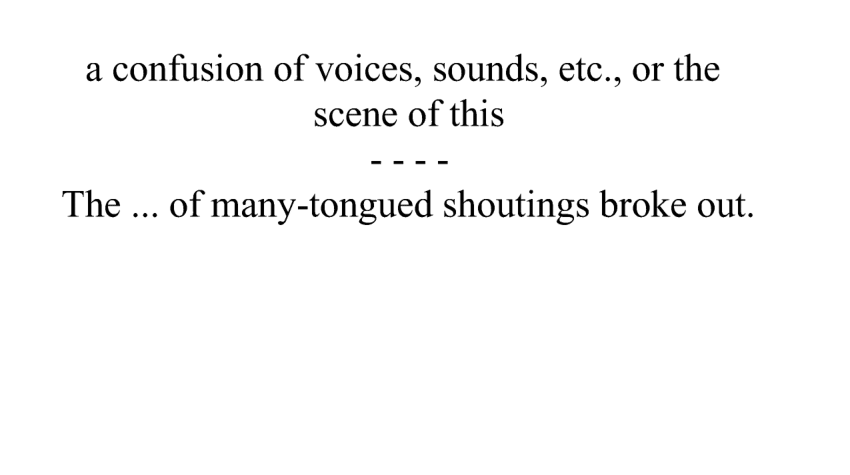 a confusion of voices, sounds, etc., or the
scene of this
- - - -
The ... of many-tongued shoutings broke out.